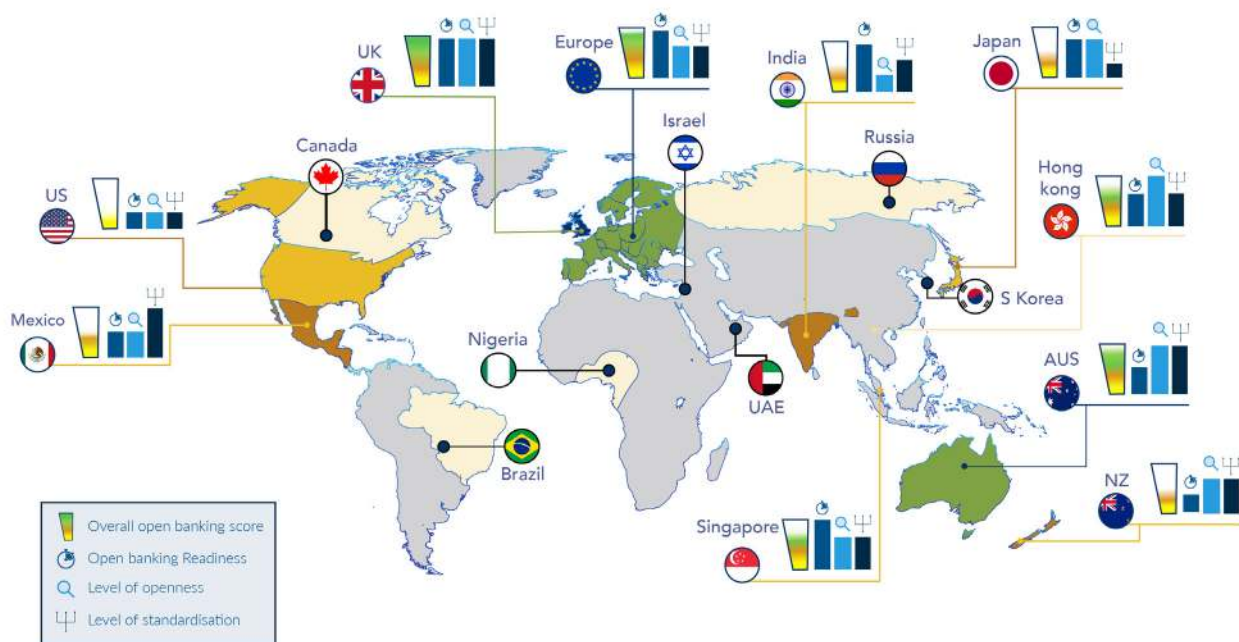 UK
Europe
India
Japan
Canada
Israel
Russia
Hong
kong
US
S Korea
Mexico
Nigeria
UAE
AUS
Brazil
NZ
Singapore
Overall open banking score
Open banking Readiness
Level of openness
Level of standardisation